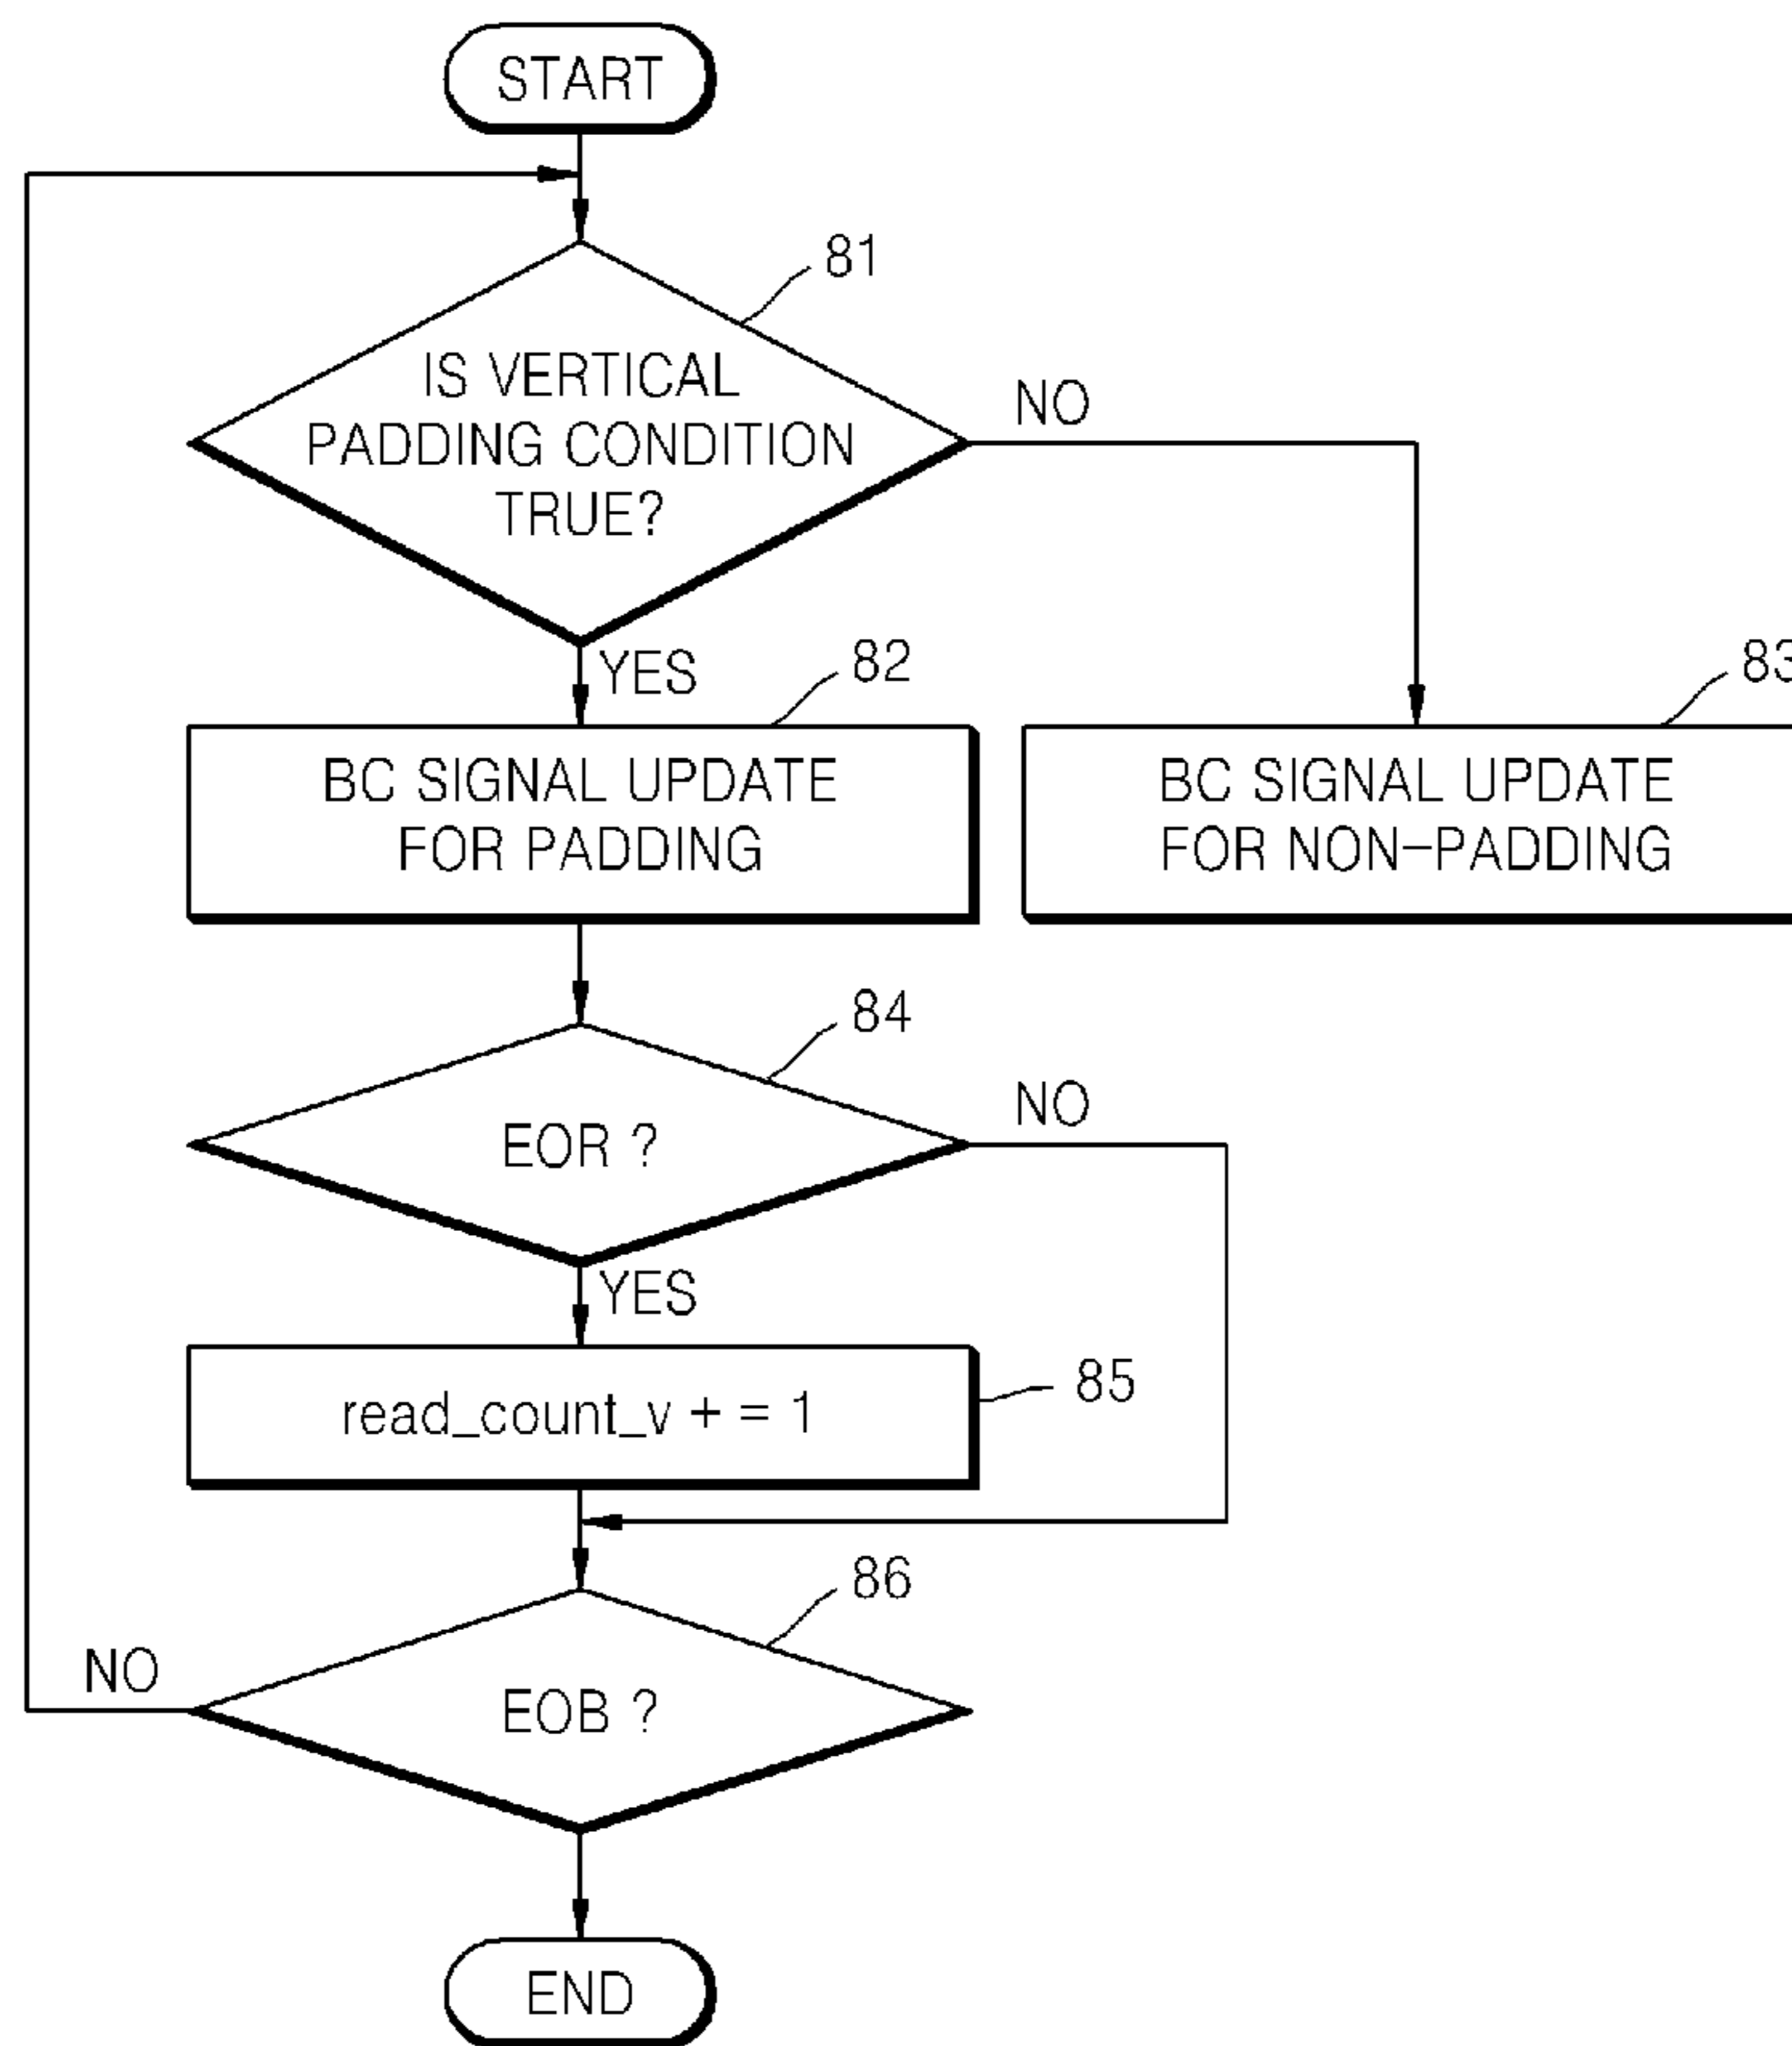 START
81
IS VERTICAL
PADDING CONDITION
TRUE?
NO
YES
82
83
BC SIGNAL UPDATE
FOR PADDING
BC SIGNAL UPDATE
FOR NON-PADDING
84
EOR ?
NO
YES
read_count_v + = 1
85
86
EOB ?
NO
END